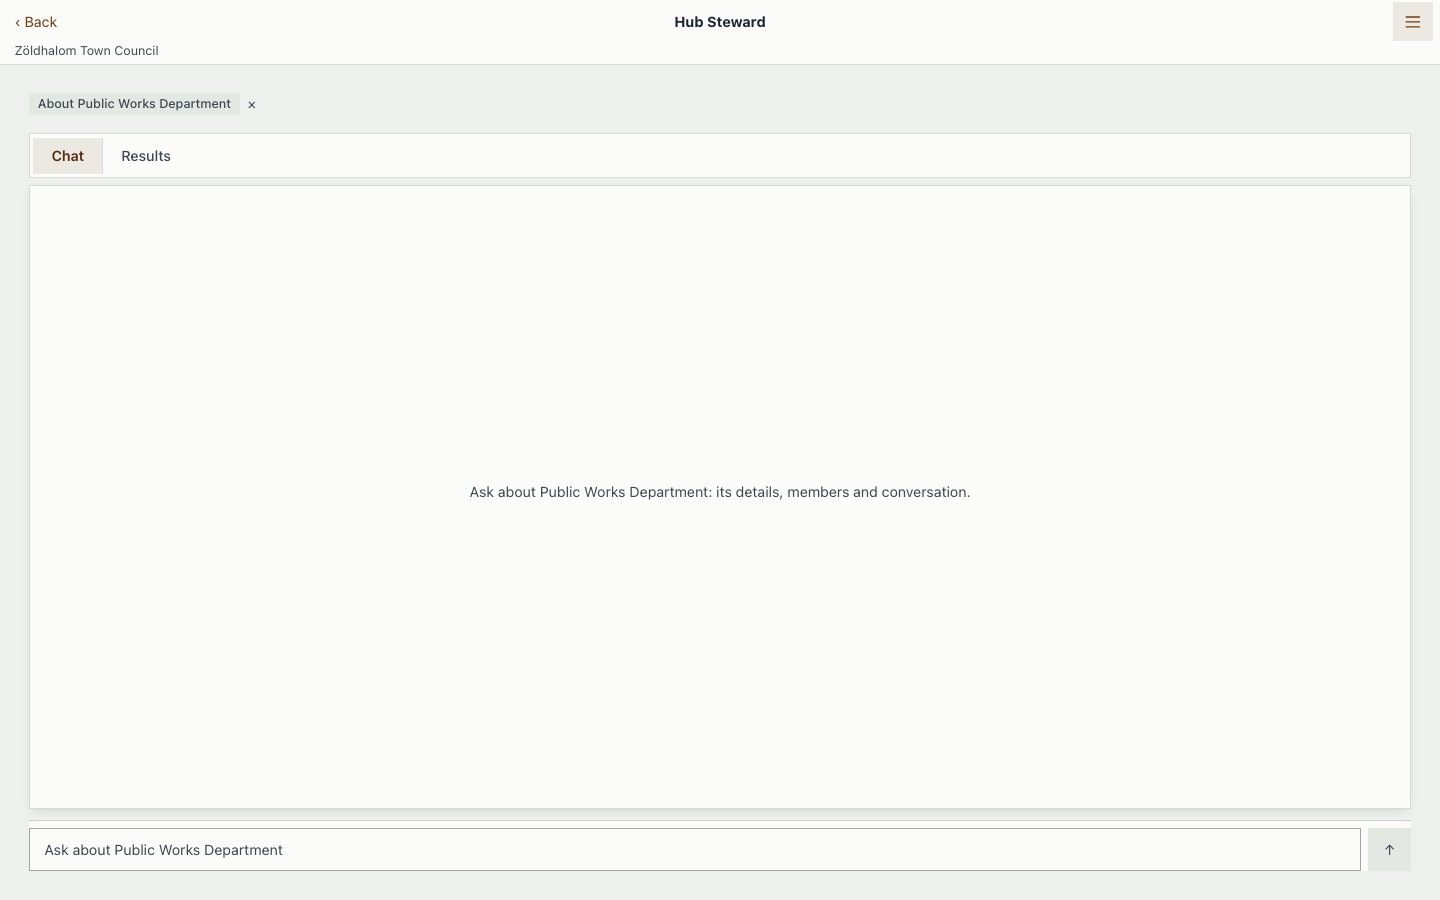 ‹ Back
Hub Steward
Zöldhalom Town Council
About Public Works Department ×
Chat Results
Ask about Public Works Department: its details, members and conversation.
Ask about Public Works Department ↑